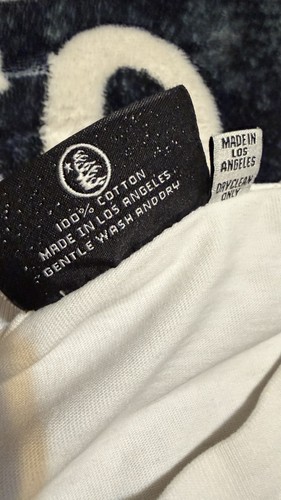 100% COTTON
MADE IN LOS ANGELES
GENTLE WASH AND DRY
MADE IN
LOS
ANGELES
DRY CLEAN
ONLY